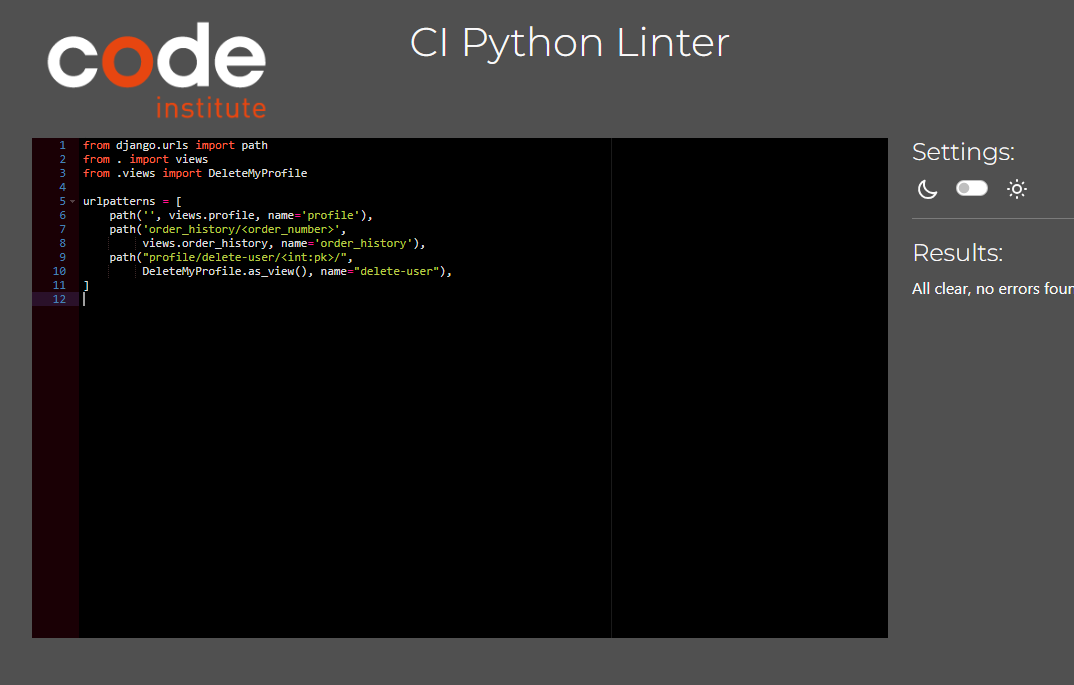 code
institute
CI Python Linter
1 from django.urls import path
2 from . import views
3 from .views import DeleteMyProfile
4
5 urlpatterns = [
6     path('', views.profile, name='profile'),
7     path('order_history/<order_number>',
8          views.order_history, name='order_history'),
9     path("profile/delete-user/<int:pk>/",
10          DeleteMyProfile.as_view(), name="delete-user"),
11 ]
12
Settings:
Results:
All clear, no errors four